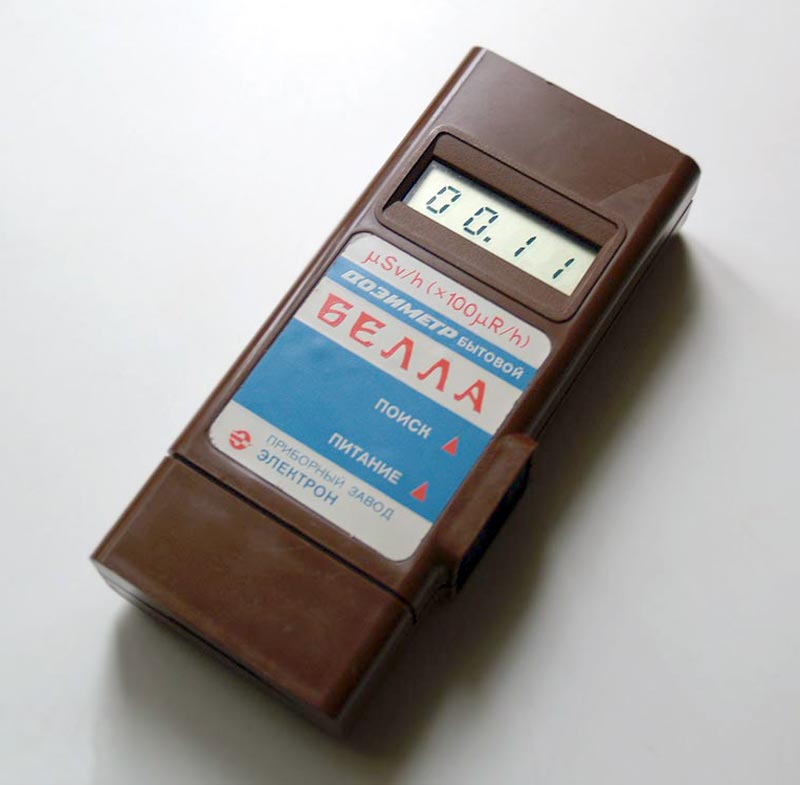 00.11
µSv/h (×100µR/h)
ДОЗИМЕТР БЫТОВОЙ
БЕЛЛА
ПОИСК
ПИТАНИЕ
ПРИБОРНЫЙ ЗАВОД
ЭЛЕКТРОН